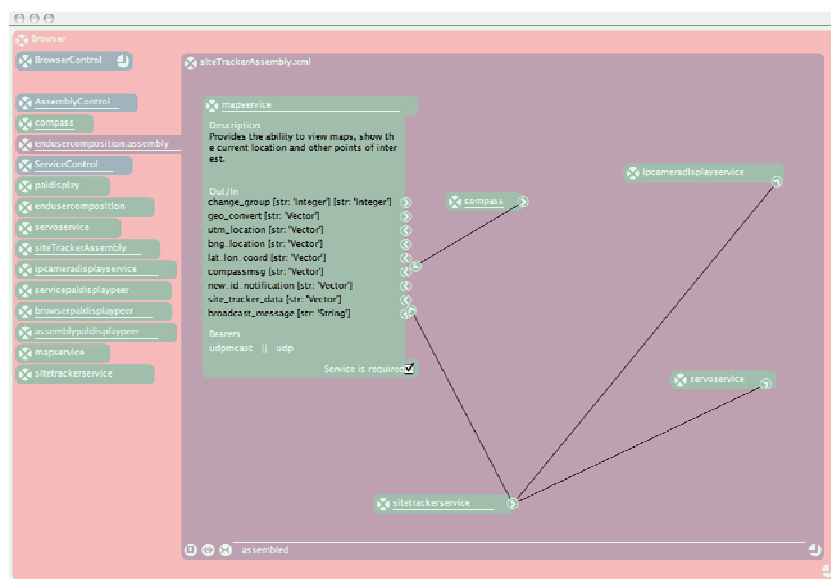 Browser
BrowserControl
AssemblyControl
compass
endusercomposition.assembly
ServiceControl
paldisplay
endusercomposition
servoservice
siteTrackerAssembly
ipcameradisplayservice
servicepaldisplaypeer
browserpaldisplaypeer
assemblypaldisplaypeer
mapservice
sitetrackerservice
siteTrackerAssembly.xml
mapservice
Description
Provides the ability to view maps, show th
e current location and other points of inter
est.
Out/In
change_group [str: 'Integer'] [str: 'Integer']
geo_convert [str: 'Vector']
utm_location [str: 'Vector']
bng_location [str: 'Vector']
lat_lon_coord [str: 'Vector']
compassmsg [str: 'Vector']
new_id_notification [str: 'Vector']
site_tracker_data [str: 'Vector']
broadcast_message [str: 'String']
Bearers
udpmcast || udp
Service is required
compass
ipcameradisplayservice
servoservice
sitetrackerservice
assembled